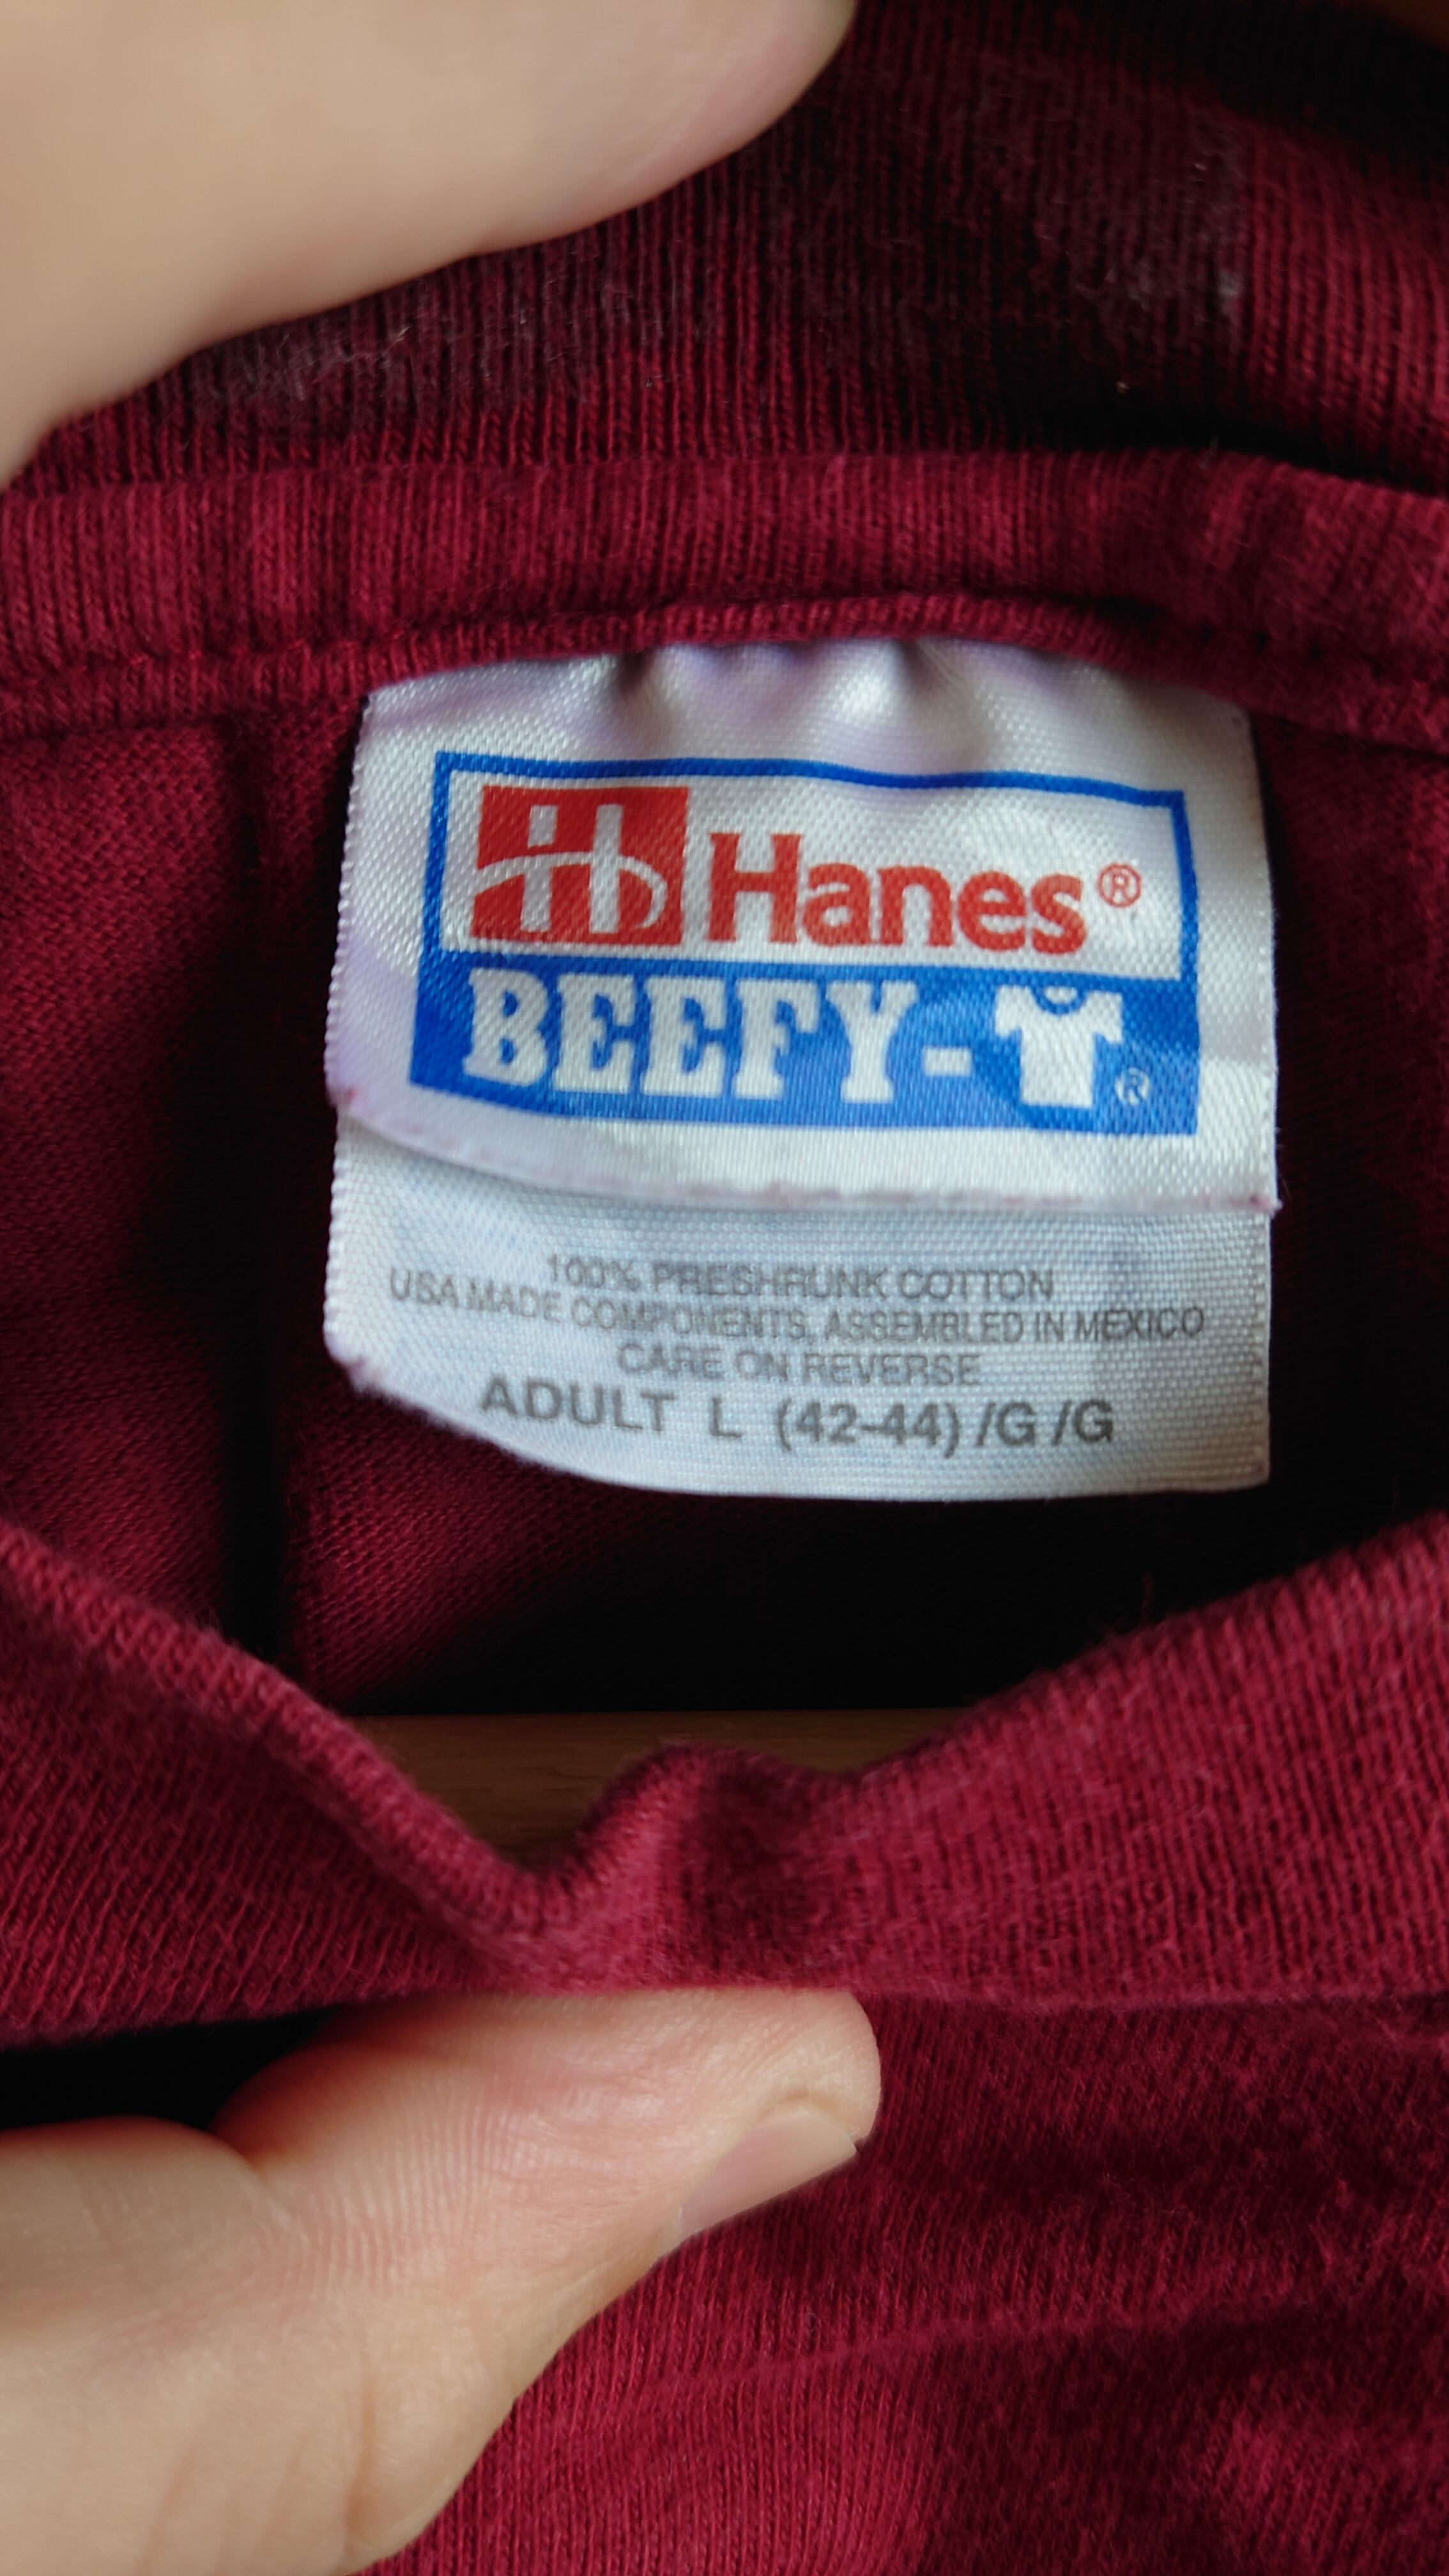 Hanes®
BEEFY-T®
100% PRESHRUNK COTTON
USA MADE COMPONENTS, ASSEMBLED IN MEXICO
CARE ON REVERSE
ADULT L (42-44) /G /G